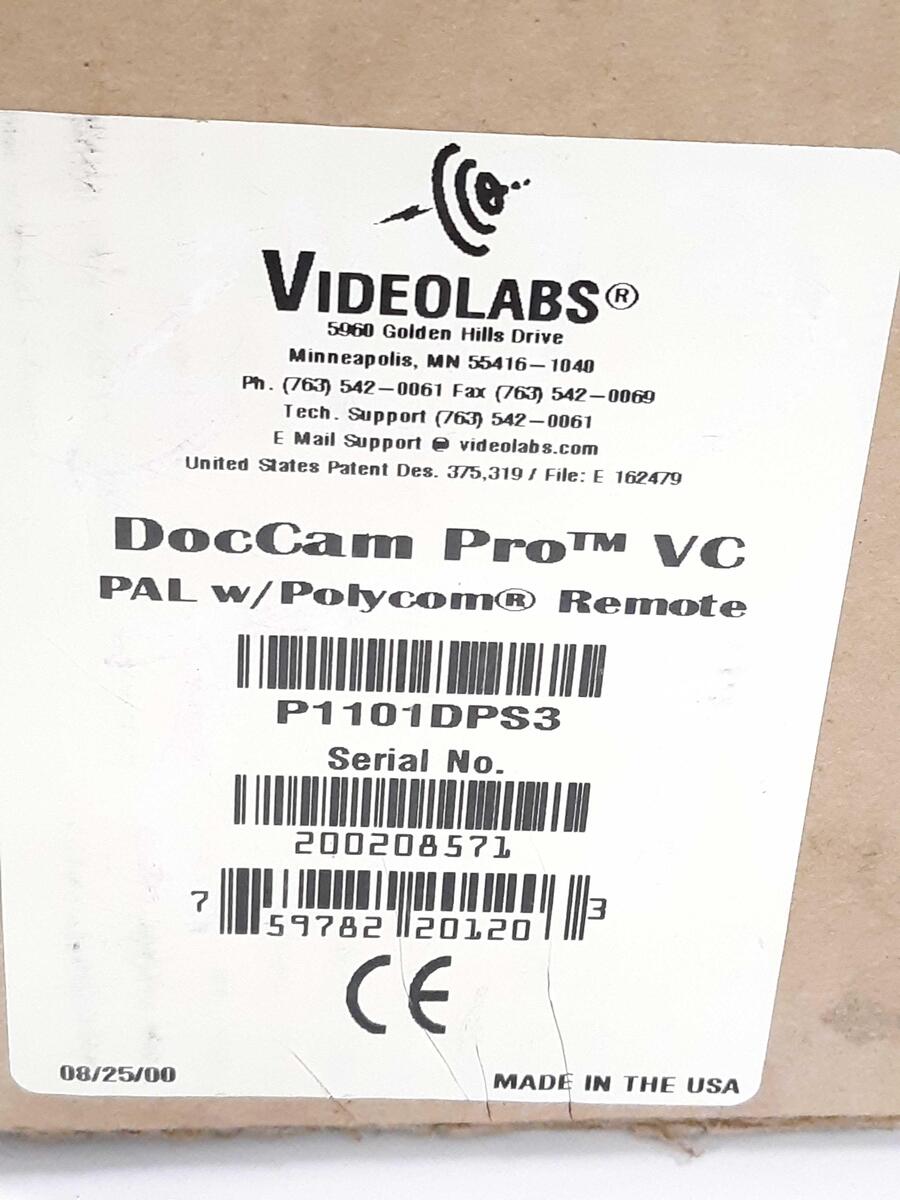 VIDEOLABS®
5960 Golden Hills Drive
Minneapolis, MN 55416-1040
Ph. (763) 542-0061 Fax (763) 542-0069
Tech. Support (763) 542-0061
E Mail Support @ videolabs.com
United States Patent Des. 375,319 / File: E 162479
DocCam Pro™ VC
PAL w/Polycom® Remote
P1101DPS3
Serial No.
200208571
7 59782 20120 3
CE
08/25/00 MADE IN THE USA